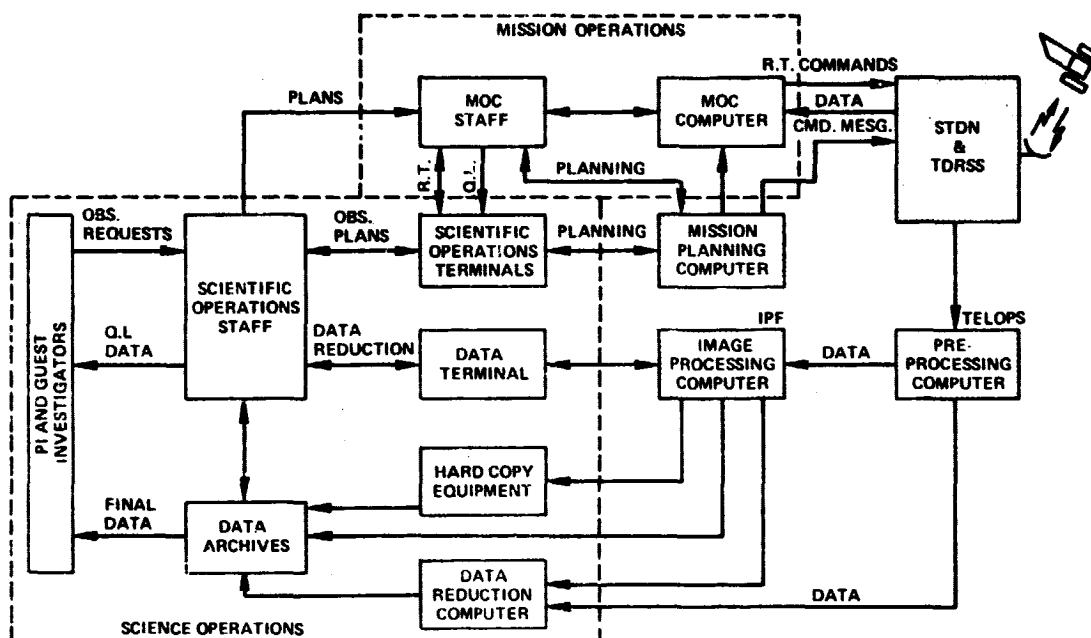 MISSION OPERATIONS
R.T. COMMANDS
PLANS
MOC
STAFF
MOC
COMPUTER
DATA
CMD. MESG.
STDN
&
TDRSS
R.T.
Q.L.
PLANNING
OBS.
REQUESTS
OBS.
PLANS
SCIENTIFIC
OPERATIONS
TERMINALS
PLANNING
MISSION
PLANNING
COMPUTER
SCIENTIFIC
OPERATIONS
STAFF
PI AND GUEST
INVESTIGATORS
Q.L
DATA
DATA
REDUCTION
DATA
TERMINAL
IPF
IMAGE
PROCESSING
COMPUTER
DATA
TELOPS
PRE-
PROCESSING
COMPUTER
HARD COPY
EQUIPMENT
FINAL
DATA
DATA
ARCHIVES
DATA
REDUCTION
COMPUTER
DATA
SCIENCE OPERATIONS